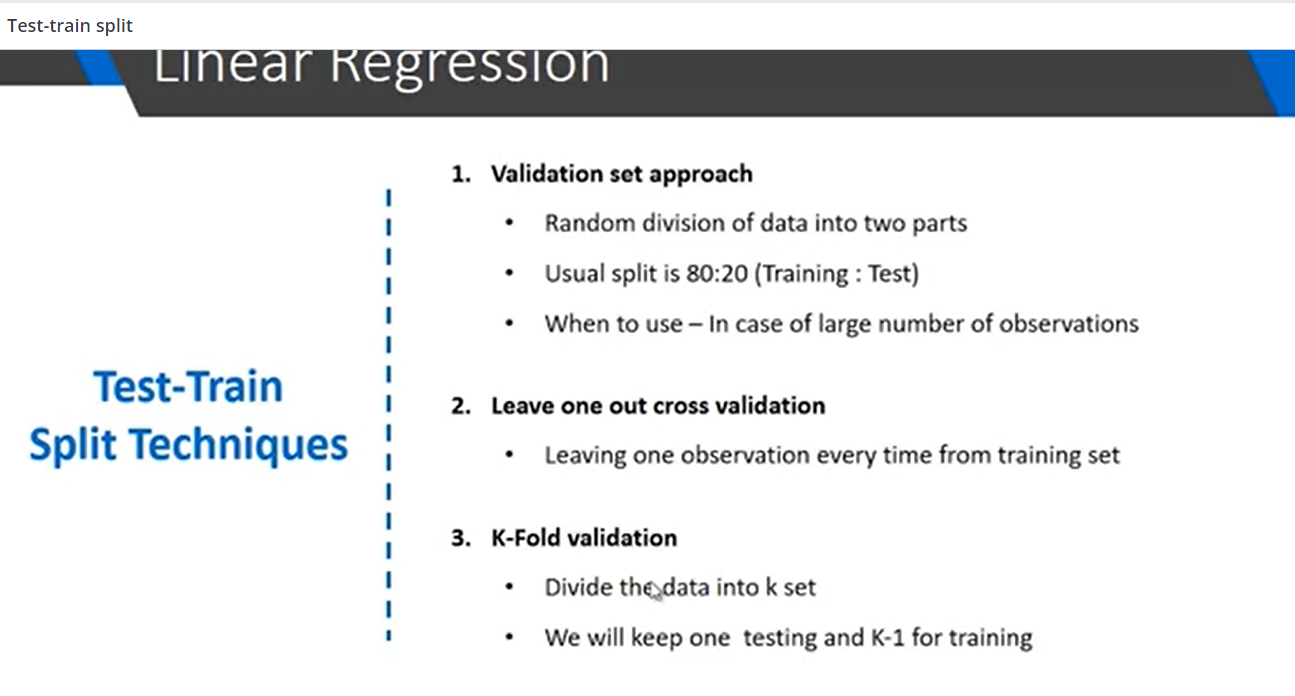 Test-train split
Linear Regression
Test-Train
Split Techniques
1. Validation set approach
• Random division of data into two parts
• Usual split is 80:20 (Training : Test)
• When to use – In case of large number of observations
2. Leave one out cross validation
• Leaving one observation every time from training set
3. K-Fold validation
• Divide the data into k set
• We will keep one testing and K-1 for training